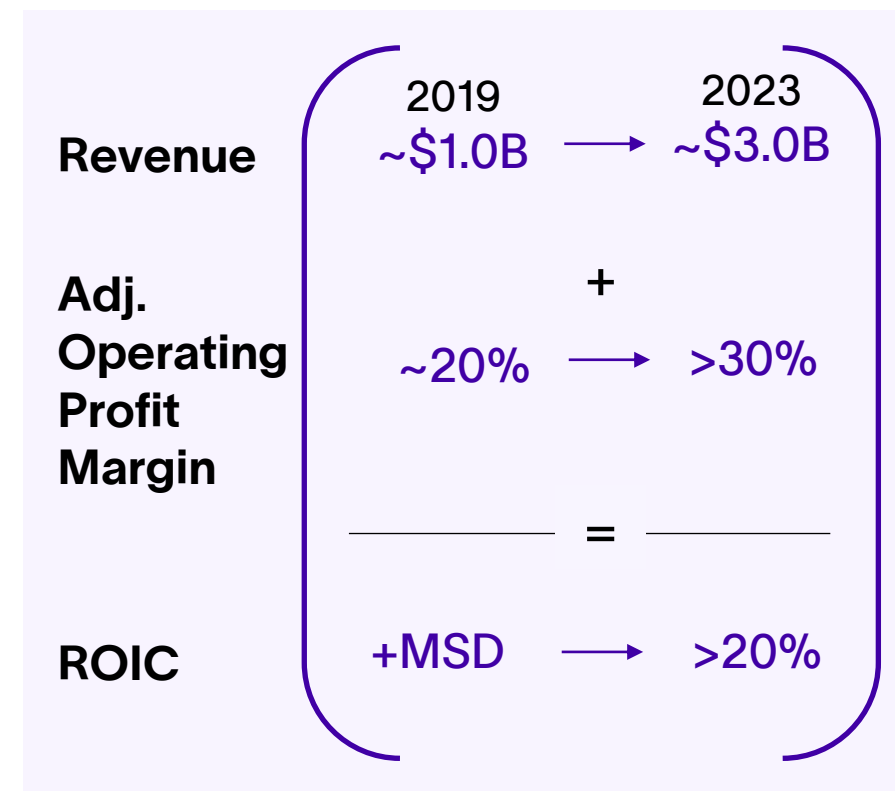 2019 2023
Revenue ~$1.0B ~$3.0B
+
Adj.
Operating
Profit
Margin
~20% >30%
=
ROIC +MSD >20%